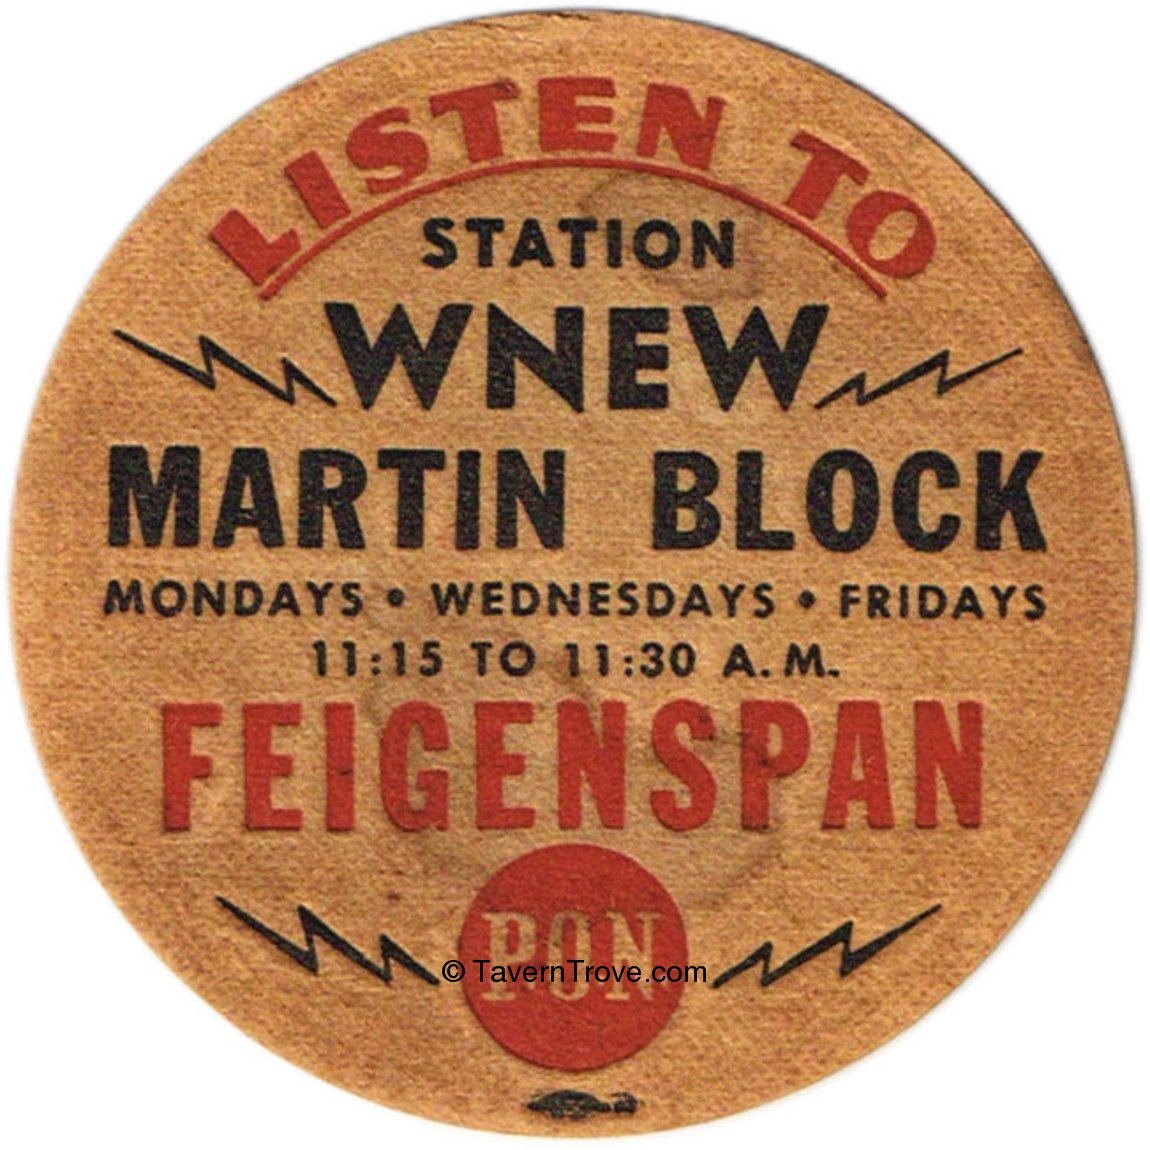 LISTEN TO
STATION
WNEW
MARTIN BLOCK
MONDAYS • WEDNESDAYS • FRIDAYS
11:15 TO 11:30 A.M.
FEIGENSPAN
PON
© TavernTrove.com